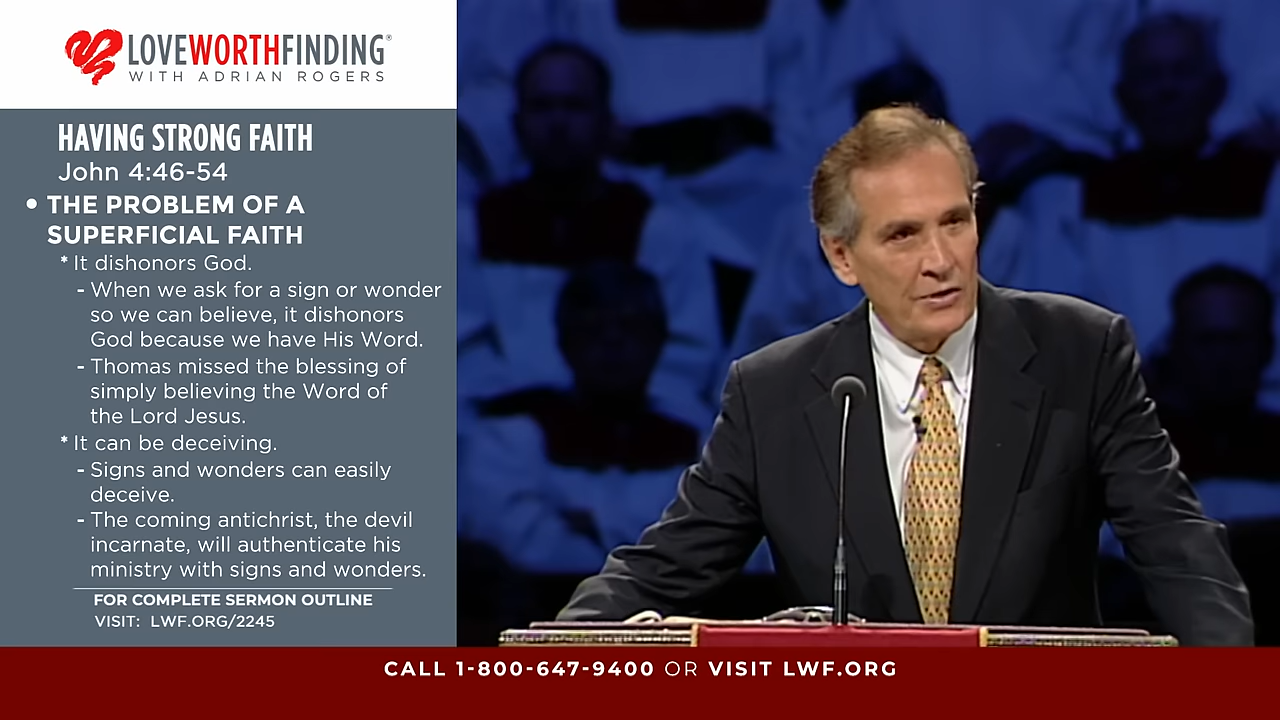 LOVEWORTHFINDING®
WITH ADRIAN ROGERS
HAVING STRONG FAITH
John 4:46-54
• THE PROBLEM OF A
SUPERFICIAL FAITH
* It dishonors God.
- When we ask for a sign or wonder
so we can believe, it dishonors
God because we have His Word.
- Thomas missed the blessing of
simply believing the Word of
the Lord Jesus.
* It can be deceiving.
- Signs and wonders can easily
deceive.
- The coming antichrist, the devil
incarnate, will authenticate his
ministry with signs and wonders.
FOR COMPLETE SERMON OUTLINE
VISIT: LWF.ORG/2245
CALL 1-800-647-9400 OR VISIT LWF.ORG